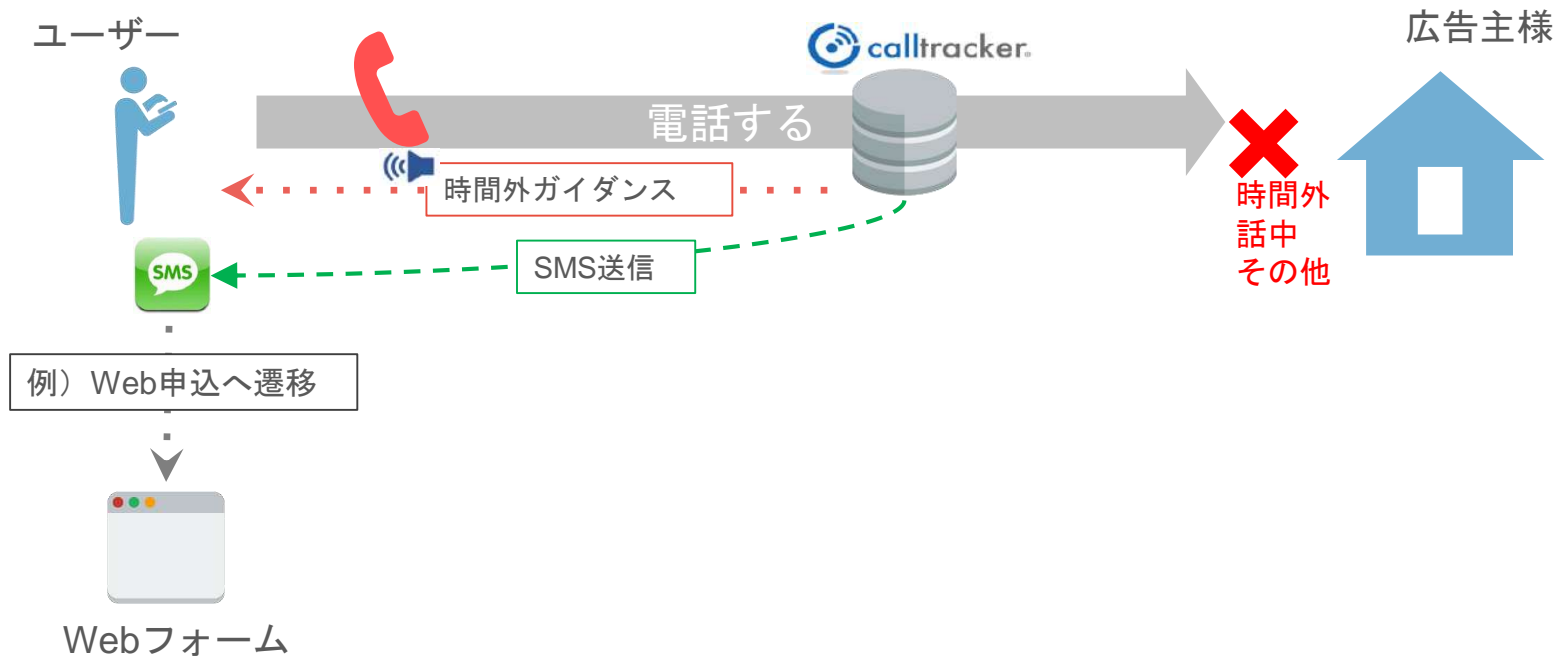 ユーザー
calltracker
広告主様
電話する
時間外ガイダンス
時間外
話中
その他
SMS送信
SMS
例）Web申込へ遷移
Webフォーム